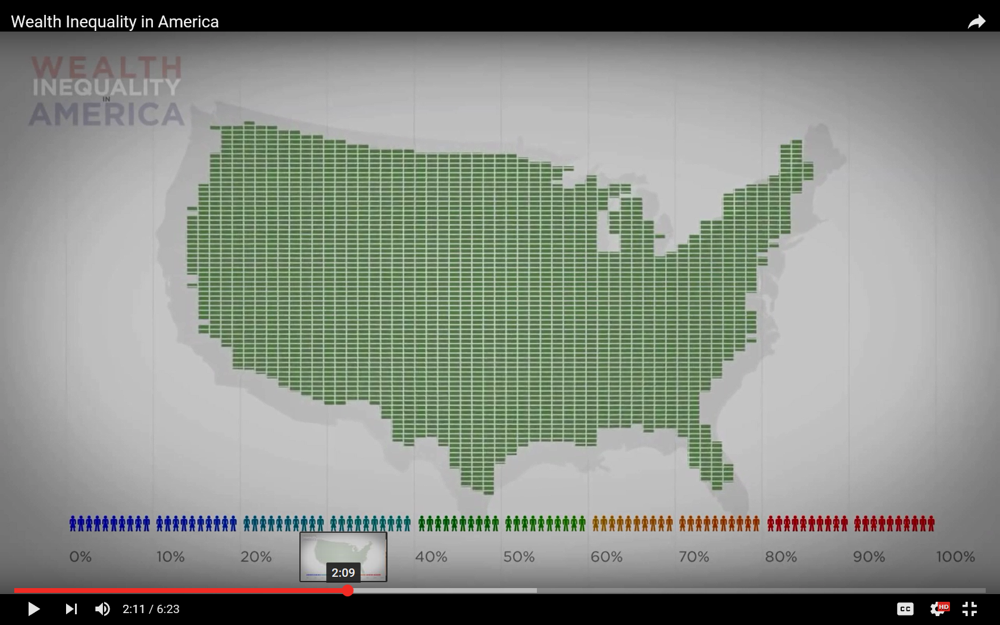 Wealth Inequality in America
WEALTH
INEQUALITY
IN
AMERICA
0% 10% 20% 40% 50% 60% 70% 80% 90% 100%
2:09
2:11 / 6:23
CC HD